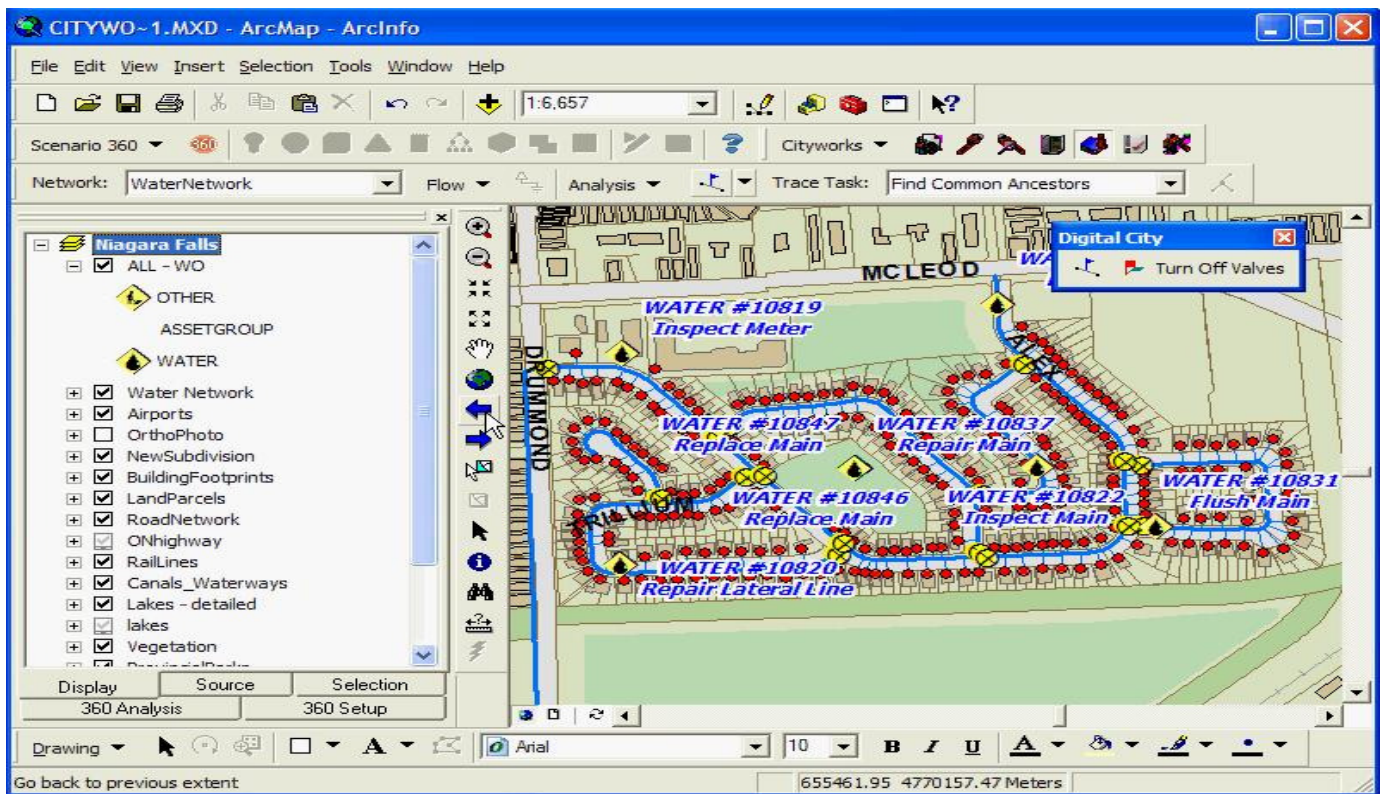 CITYWO~1.MXD - ArcMap - ArcInfo
File Edit View Insert Selection Tools Window Help
1:6,657
Scenario 360 360 Cityworks
Network: WaterNetwork Flow Analysis Trace Task: Find Common Ancestors
Niagara Falls
ALL - WO
OTHER
ASSETGROUP
WATER
Water Network
Airports
OrthoPhoto
NewSubdivision
BuildingFootprints
LandParcels
RoadNetwork
ONhighway
RailLines
Canals_Waterways
Lakes - detailed
lakes
Vegetation
Display Source Selection
360 Analysis 360 Setup
Digital City
Turn Off Valves
MCLEOD
WATER #10819
Inspect Meter
ALEX
DRUMMOND
WATER #10847
Replace Main
WATER #10837
Repair Main
WATER #10831
Flush Main
WATER #10846
Replace Main
WATER #10822
Inspect Main
TRILLIUM
WATER #10820
Repair Lateral Line
Drawing A Arial 10 B I U A
Go back to previous extent 655461.95 4770157.47 Meters